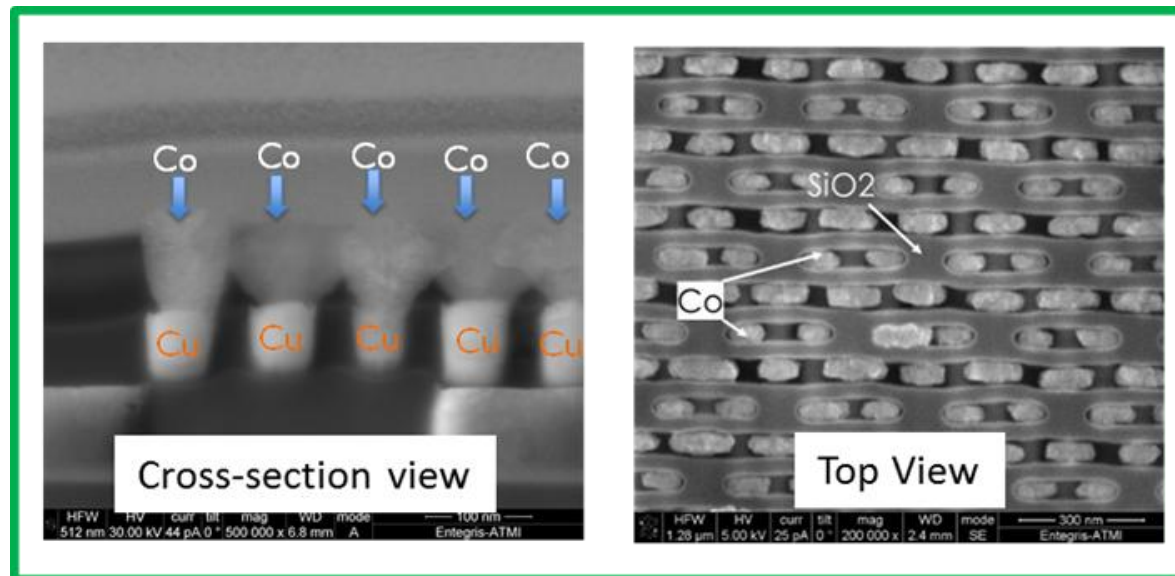 Co Co Co Co Co
Cu Cu Cu Cu Cu
Cross-section view
HFW HV curr tilt mag WD mode 100 nm
512 nm 30.00 kV 44 pA 0° 500 000 x 6.8 mm A Entegris-ATMI
SiO2
Co
Top View
HFW HV curr tilt mag WD mode 300 nm
1.28 µm 5.00 kV 25 pA 0° 200 000 x 2.4 mm SE Entegris-ATMI